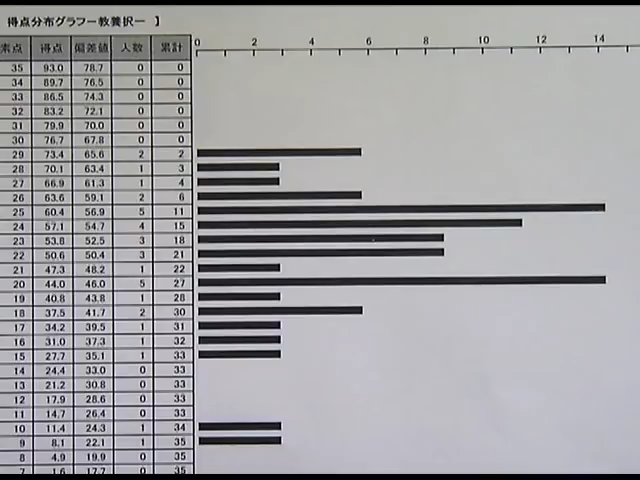 得点分布グラフー教養択一 】
0 2 4 6 8 10 12 14
素点 得点 偏差値 人数 累計
35 93.0 78.7 0 0
34 89.7 76.5 0 0
33 86.5 74.3 0 0
32 83.2 72.1 0 0
31 79.9 70.0 0 0
30 76.7 67.8 0 0
29 73.4 65.6 2 2
28 70.1 63.4 1 3
27 66.9 61.3 1 4
26 63.6 59.1 2 6
25 60.4 56.9 5 11
24 57.1 54.7 4 15
23 53.8 52.5 3 18
22 50.6 50.4 3 21
21 47.3 48.2 1 22
20 44.0 46.0 5 27
19 40.8 43.8 1 28
18 37.5 41.7 2 30
17 34.2 39.5 1 31
16 31.0 37.3 1 32
15 27.7 35.1 1 33
14 24.4 33.0 0 33
13 21.2 30.8 0 33
12 17.9 28.6 0 33
11 14.7 26.4 0 33
10 11.4 24.3 1 34
9 8.1 22.1 1 35
8 4.9 19.9 0 35
7 1.6 17.7 0 35